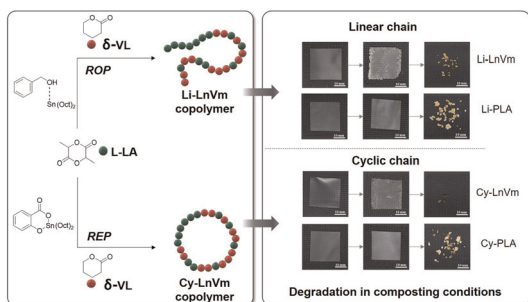 O
O
δ-VL
ROP
OH
Sn(Oct)₂
Li-LnVm
copolymer
O
O
O
O
L-LA
O
O
Sn(Oct)₂
O
REP
O
O
δ-VL
Cy-LnVm
copolymer
Linear chain
Li-LnVm
Li-PLA
Cyclic chain
Cy-LnVm
Cy-PLA
Degradation in composting conditions